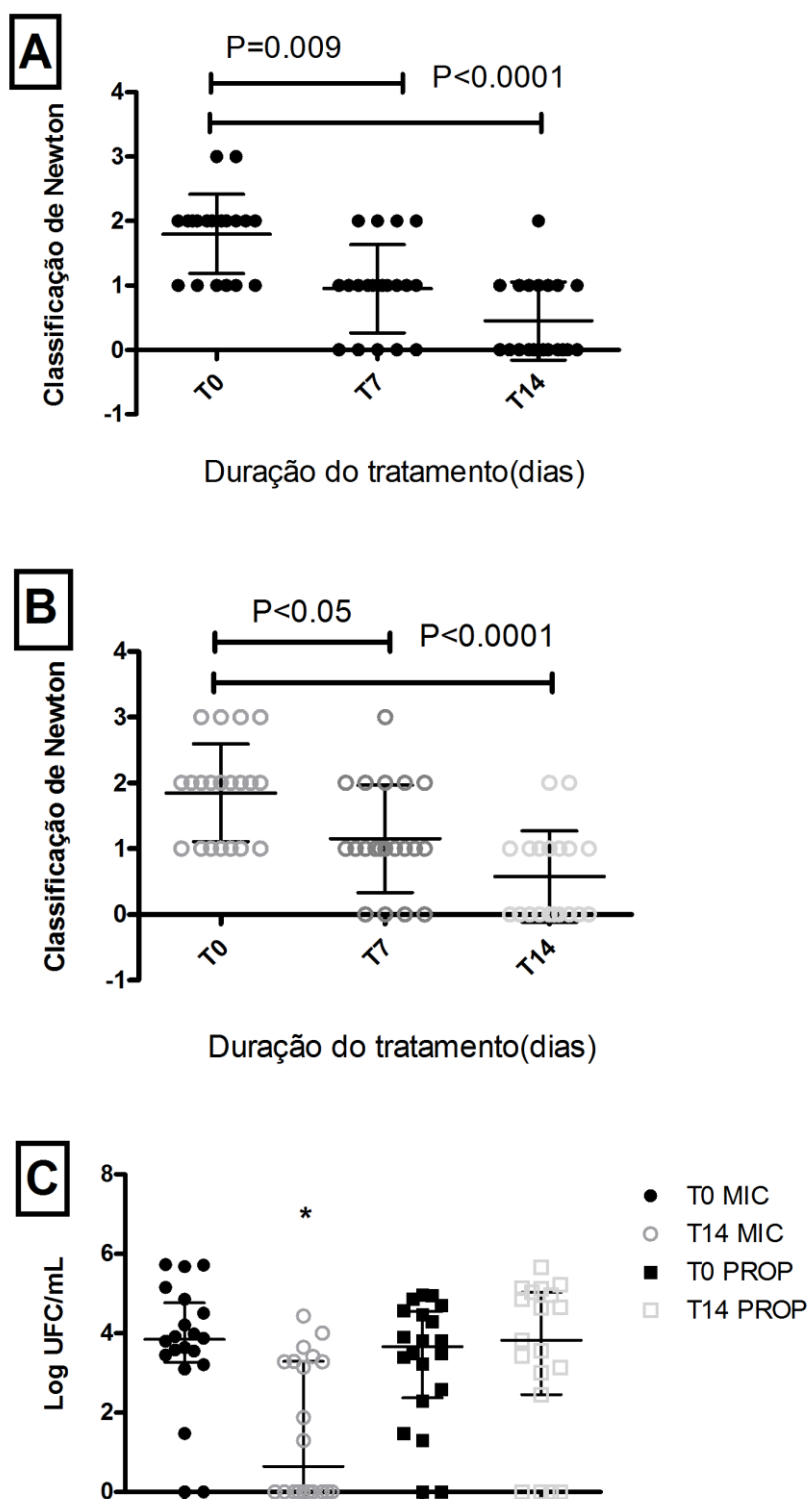 A
P=0.009
P<0.0001
Classificação de Newton
4
3
2
1
0
-1
T0
T7
T14
Duração do tratamento(dias)
B
P<0.05
P<0.0001
Classificação de Newton
4
3
2
1
0
-1
T0
T7
T14
Duração do tratamento(dias)
C
Log UFC/mL
8
6
4
2
0
*
T0 MIC
T14 MIC
T0 PROP
T14 PROP